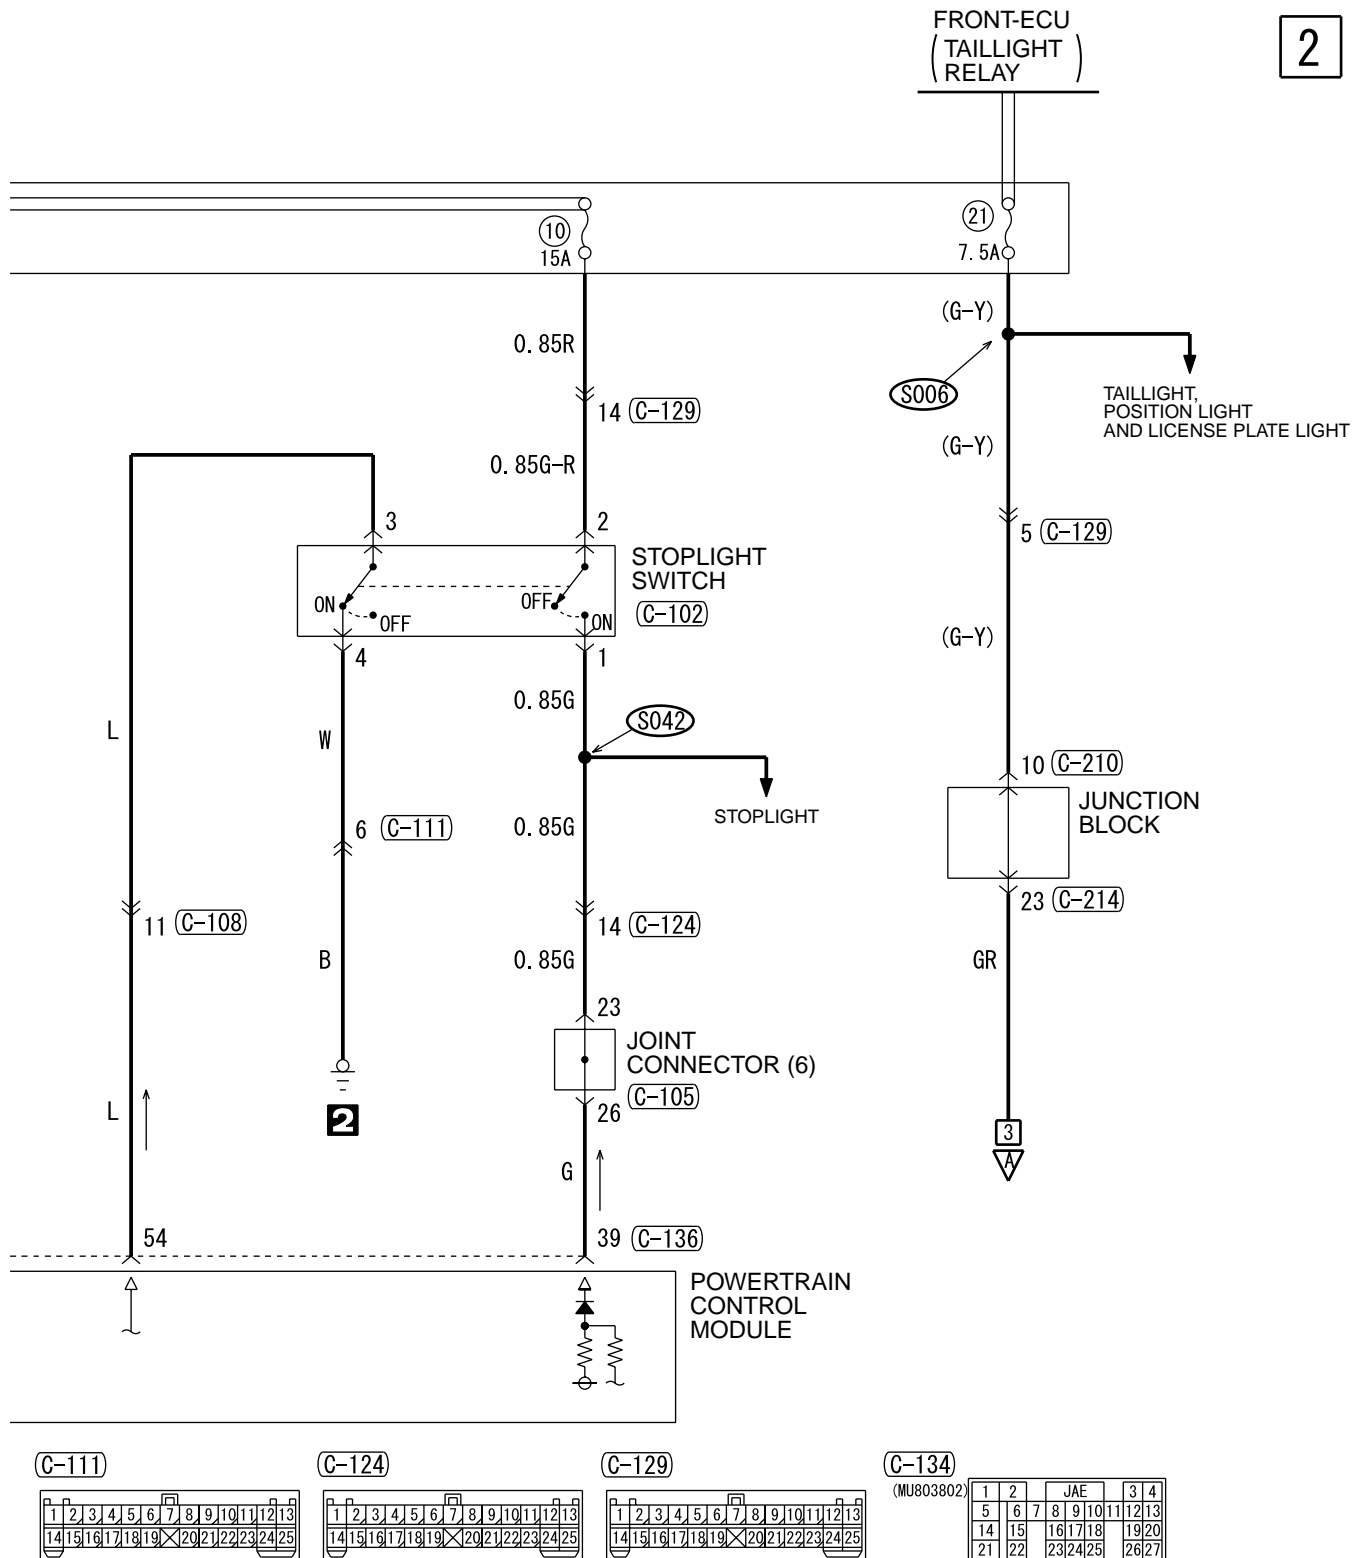 FRONT-ECU
(TAILLIGHT
RELAY)
2
10
15A
21
7.5A
(G-Y)
0.85R
S006
TAILLIGHT,
POSITION LIGHT
AND LICENSE PLATE LIGHT
14 (C-129)
(G-Y)
0.85G-R
3
2
5 (C-129)
STOPLIGHT
SWITCH
(C-102)
ON
OFF
OFF
ON
(G-Y)
4
1
0.85G
S042
L
W
10 (C-210)
JUNCTION
BLOCK
STOPLIGHT
6 (C-111)
0.85G
23 (C-214)
11 (C-108)
14 (C-124)
B
0.85G
GR
23
JOINT
CONNECTOR (6)
(C-105)
26
L
2
3
A
G
54
39 (C-136)
POWERTRAIN
CONTROL
MODULE
C-111
1 2 3 4 5 6 7 8 9 10 11 12 13
14 15 16 17 18 19 20 21 22 23 24 25
C-124
1 2 3 4 5 6 7 8 9 10 11 12 13
14 15 16 17 18 19 20 21 22 23 24 25
C-129
1 2 3 4 5 6 7 8 9 10 11 12 13
14 15 16 17 18 19 20 21 22 23 24 25
C-134
(MU803802)
1 2 JAE 3 4
5 6 7 8 9 10 11 12 13
14 15 16 17 18 19 20
21 22 23 24 25 26 27